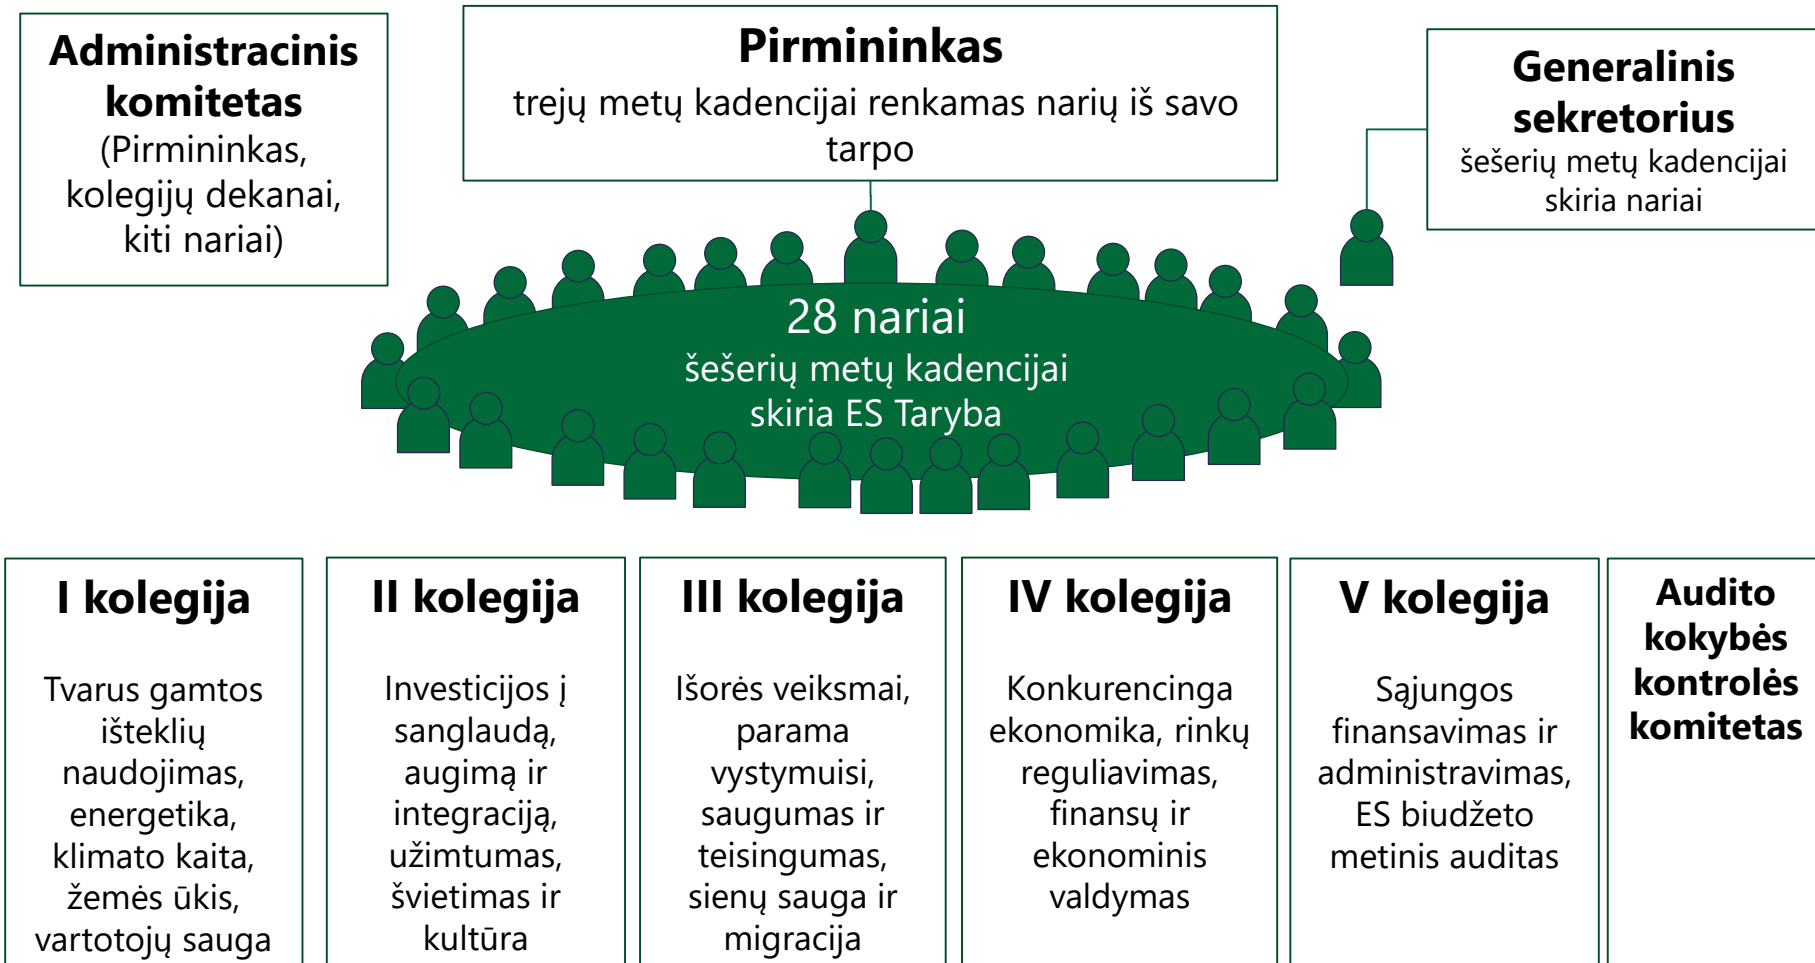 Administracinis
komitetas
(Pirmininkas,
kolegijų dekanai,
kiti nariai)
Pirmininkas
trejų metų kadencijai renkamas narių iš savo
tarpo
Generalinis
sekretorius
šešerių metų kadencijai
skiria nariai
28 nariai
šešerių metų kadencijai
skiria ES Taryba
I kolegija
Tvarus gamtos
išteklių
naudojimas,
energetika,
klimato kaita,
žemės ūkis,
vartotojų sauga
II kolegija
Investicijos į
sanglaudą,
augimą ir
integraciją,
užimtumas,
švietimas ir
kultūra
III kolegija
Išorės veiksmai,
parama
vystymuisi,
saugumas ir
teisingumas,
sienų sauga ir
migracija
IV kolegija
Konkurencinga
ekonomika, rinkų
reguliavimas,
finansų ir
ekonominis
valdymas
V kolegija
Sąjungos
finansavimas ir
administravimas,
ES biudžeto
metinis auditas
Audito
kokybės
kontrolės
komitetas